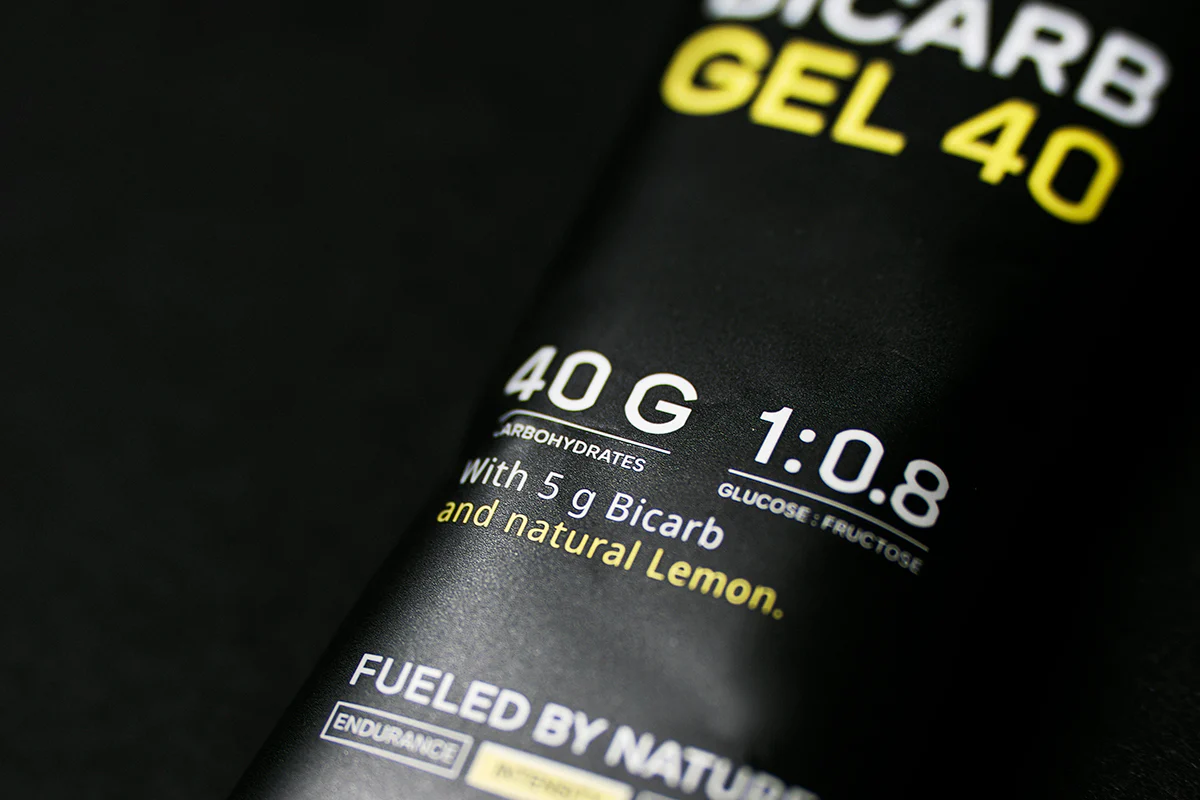 BICARB
GEL 40
40 G
CARBOHYDRATES
1:0.8
GLUCOSE : FRUCTOSE
With 5 g Bicarb
and natural Lemon.
FUELED BY NATURE
ENDURANCE
INTENSITY